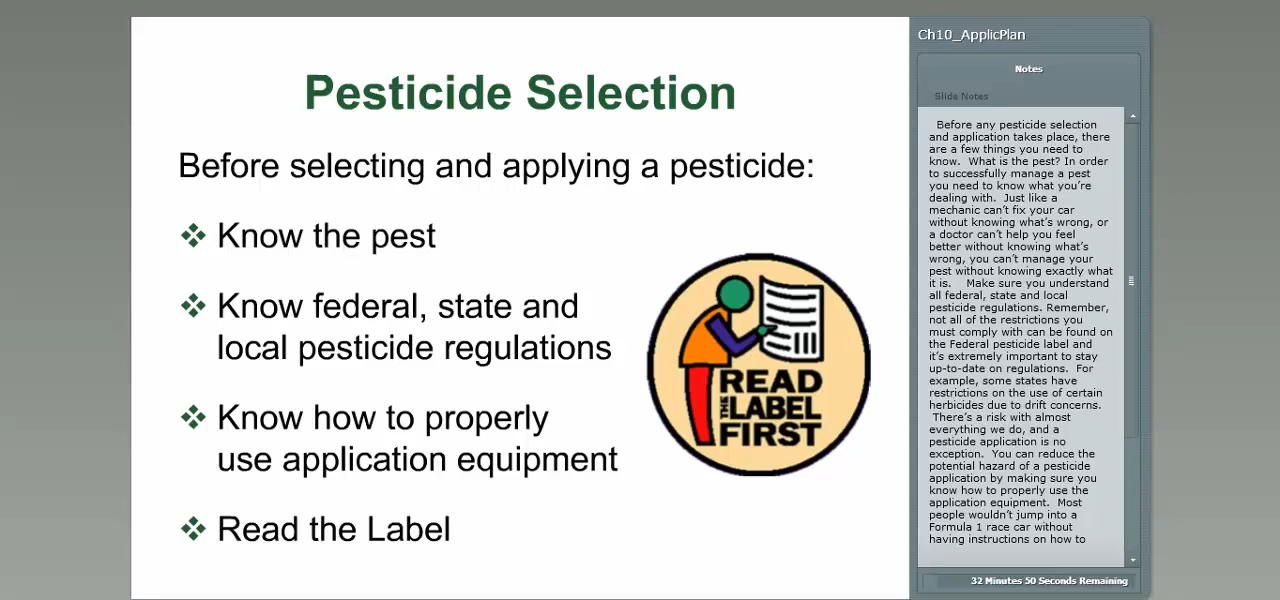 Pesticide Selection
Before selecting and applying a pesticide:
❖ Know the pest
❖ Know federal, state and
local pesticide regulations
❖ Know how to properly
use application equipment
❖ Read the Label
READ
THE LABEL
FIRST
Ch10_ApplicPlan
Notes
Slide Notes
Before any pesticide selection
and application takes place, there
are a few things you need to
know.  What is the pest? In order
to successfully manage a pest
you need to know what you're
dealing with.  Just like a
mechanic can't fix your car
without knowing what's wrong, or
a doctor can't help you feel
better without knowing what's
wrong, you can't manage your
pest without knowing exactly what
it is.    Make sure you understand
all federal, state and local
pesticide regulations. Remember,
not all of the restrictions you
must comply with can be found on
the Federal pesticide label and
it's extremely important to stay
up-to-date on regulations.  For
example, some states have
restrictions on the use of certain
herbicides due to drift concerns.
There's a risk with almost
everything we do, and a
pesticide application is no
exception.  You can reduce the
potential hazard of a pesticide
application by making sure you
know how to properly use the
application equipment.  Most
people wouldn't jump into a
Formula 1 race car without
having instructions on how to
32 Minutes 50 Seconds Remaining